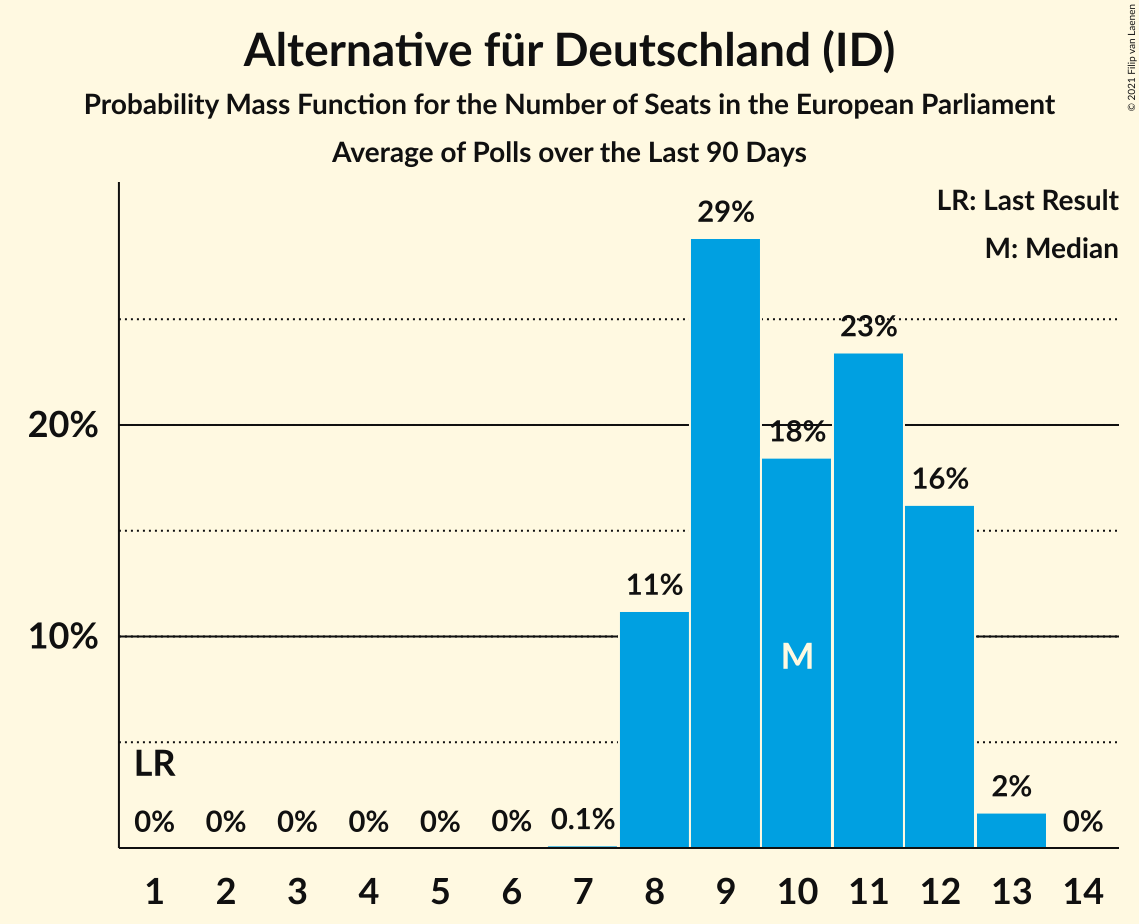 Alternative für Deutschland (ID)
Probability Mass Function for the Number of Seats in the European Parliament
Average of Polls over the Last 90 Days
© 2021 Filip van Laenen
LR: Last Result
M: Median
29%
23%
20%
18%
16%
11%
10%
M
LR
2%
0% 0% 0% 0% 0% 0% 0.1% 0%
1 2 3 4 5 6 7 8 9 10 11 12 13 14